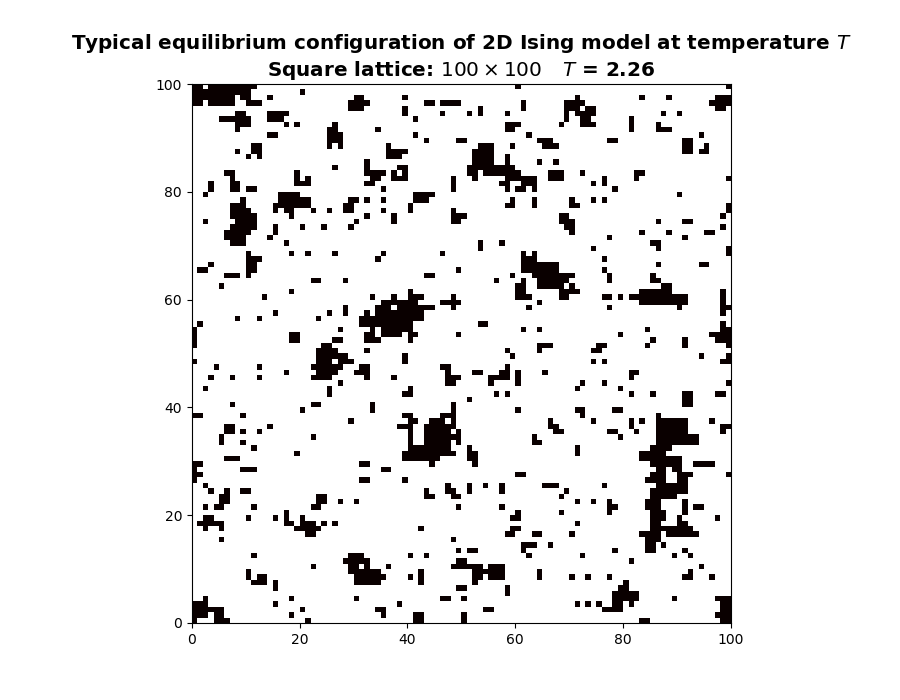 Typical equilibrium configuration of 2D Ising model at temperature T
Square lattice: 100 × 100 T = 2.26
100
80
60
40
20
0
0 20 40 60 80 100